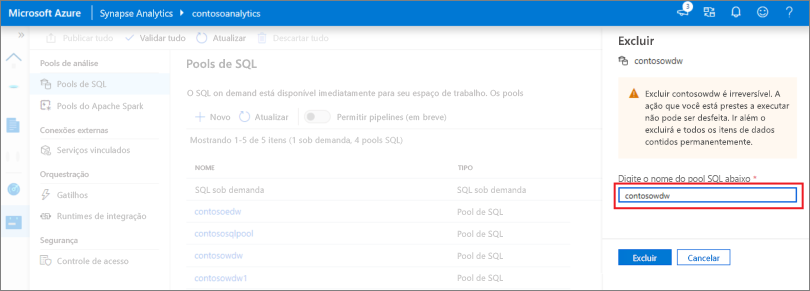 Microsoft Azure Synapse Analytics contosoanalytics 3
Publicar tudo Validar tudo Atualizar Descartar tudo
Pools de análise
Pools de SQL
Pools do Apache Spark
Conexões externas
Serviços vinculados
Orquestração
Gatilhos
Runtimes de integração
Segurança
Controle de acesso
Pools de SQL
O SQL on demand está disponível imediatamente para seu espaço de trabalho. Os pools
Novo Atualizar Permitir pipelines (em breve)
Mostrando 1-5 de 5 itens (1 sob demanda, 4 pools SQL)
NOME TIPO
SQL sob demanda SQL sob demanda
contosoedw Pool de SQL
contososqlpool Pool de SQL
contosowdw Pool de SQL
contosowdw1 Pool de SQL
Excluir
contosowdw
Excluir contosowdw é irreversível. A
ação que você está prestes a executar
não pode ser desfeita. Ir além o
excluirá e todos os itens de dados
contidos permanentemente.
Digite o nome do pool SQL abaixo *
contosowdw
Excluir Cancelar